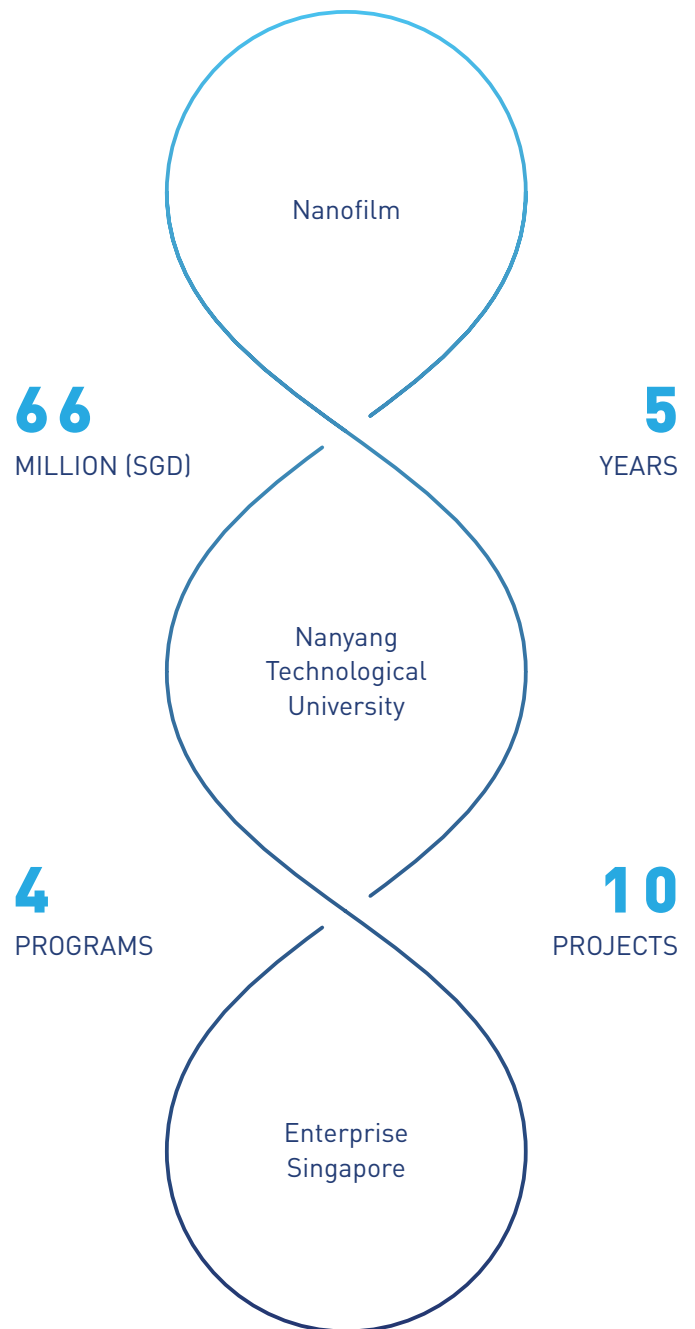 Nanofilm
66
MILLION (SGD)
5
YEARS
Nanyang
Technological
University
4
PROGRAMS
10
PROJECTS
Enterprise
Singapore